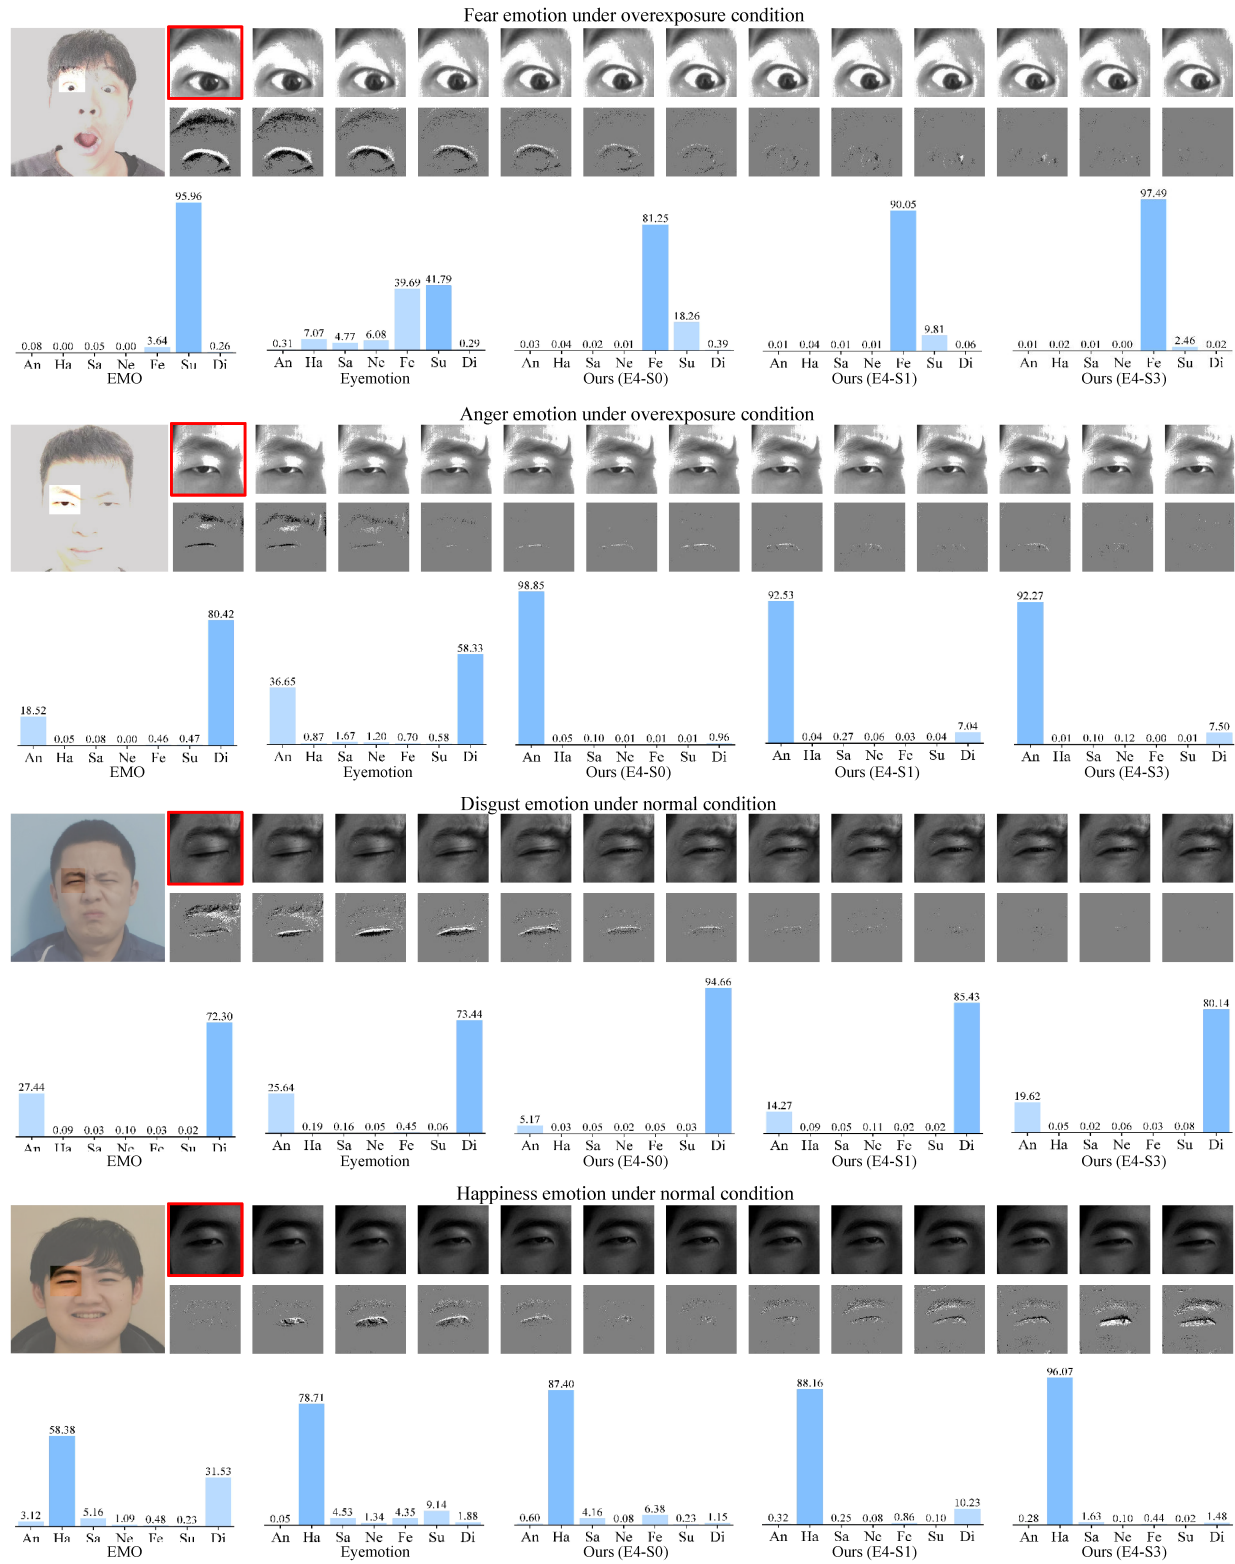 Fear emotion under overexposure condition
95.96
0.08 0.00 0.05 0.00 3.64 0.26
An Ha Sa Ne Fe Su Di
EMO
0.31 7.07 4.77 6.08 39.69 41.79 0.29
An Ha Sa Ne Fe Su Di
Eyemotion
81.25
0.03 0.04 0.02 0.01 18.26 0.39
An Ha Sa Ne Fe Su Di
Ours (E4-S0)
90.05
0.01 0.04 0.01 0.01 9.81 0.06
An Ha Sa Ne Fe Su Di
Ours (E4-S1)
97.49
0.01 0.02 0.01 0.00 2.46 0.02
An Ha Sa Ne Fe Su Di
Ours (E4-S3)
Anger emotion under overexposure condition
80.42
18.52 0.05 0.08 0.00 0.46 0.47
An Ha Sa Ne Fe Su Di
EMO
58.33
36.65 0.87 1.67 1.20 0.70 0.58
An Ha Sa Ne Fe Su Di
Eyemotion
98.85
0.05 0.10 0.01 0.01 0.01 0.96
An Ha Sa Ne Fe Su Di
Ours (E4-S0)
92.53
0.04 0.27 0.06 0.03 0.04 7.04
An Ha Sa Ne Fe Su Di
Ours (E4-S1)
92.27
0.01 0.10 0.12 0.00 0.01 7.50
An Ha Sa Ne Fe Su Di
Ours (E4-S3)
Disgust emotion under normal condition
72.30
27.44 0.09 0.03 0.10 0.03 0.02
An Ha Sa Ne Fe Su Di
EMO
73.44
25.64 0.19 0.16 0.05 0.45 0.06
An Ha Sa Ne Fe Su Di
Eyemotion
94.66
5.17 0.03 0.05 0.02 0.05 0.03
An Ha Sa Ne Fe Su Di
Ours (E4-S0)
85.43
14.27 0.09 0.05 0.11 0.02 0.02
An Ha Sa Ne Fe Su Di
Ours (E4-S1)
80.14
19.62 0.05 0.02 0.06 0.03 0.08
An Ha Sa Ne Fe Su Di
Ours (E4-S3)
Happiness emotion under normal condition
58.38
3.12 5.16 1.09 0.48 0.23 31.53
An Ha Sa Ne Fe Su Di
EMO
78.71
0.05 4.53 1.34 4.35 9.14 1.88
An Ha Sa Ne Fe Su Di
Eyemotion
87.40
0.60 4.16 0.08 6.38 0.23 1.15
An Ha Sa Ne Fe Su Di
Ours (E4-S0)
88.16
0.32 0.25 0.08 0.86 0.10 10.23
An Ha Sa Ne Fe Su Di
Ours (E4-S1)
96.07
0.28 1.63 0.10 0.44 0.02 1.48
An Ha Sa Ne Fe Su Di
Ours (E4-S3)